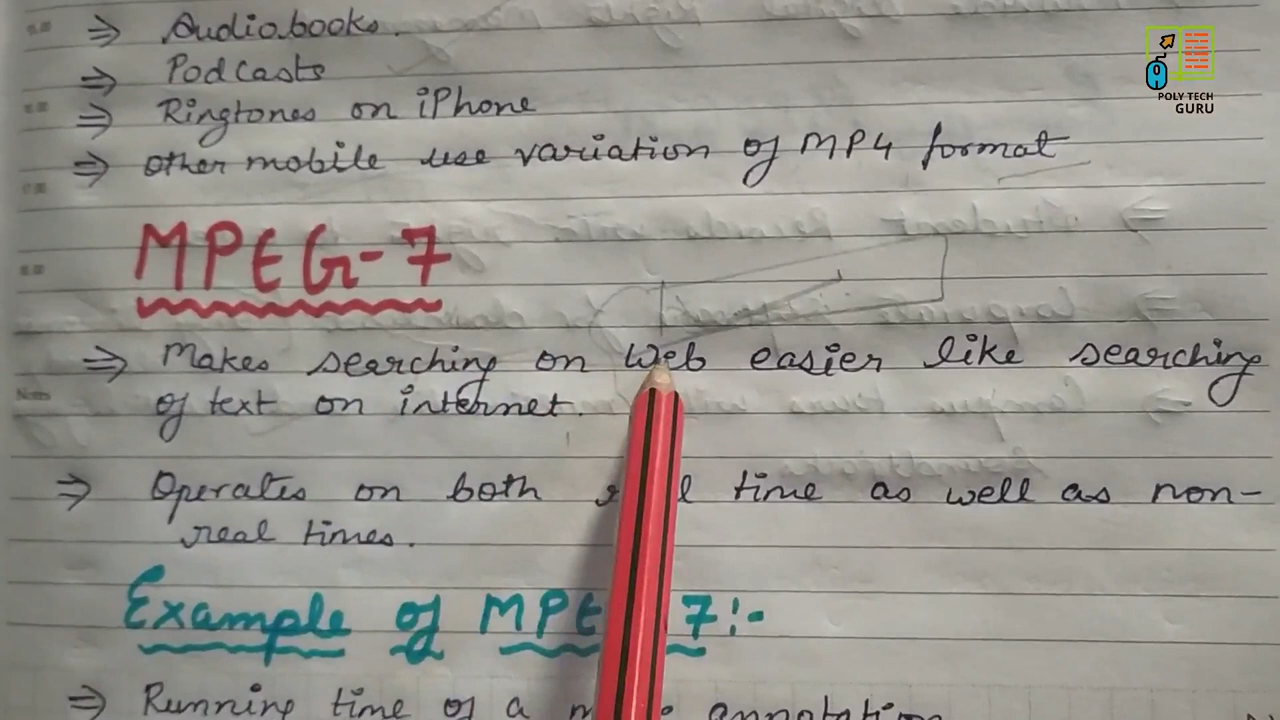 ⇒ Audiobooks.
⇒ Podcasts
⇒ Ringtones on iPhone
⇒ other mobile use variation of MP4 format
MPEG-7
⇒ Makes searching on Web easier like searching
of text on internet.
⇒ Operates on both time as well as non-
real times.
Example of MPE 7:-
⇒ Running time of a annotation
POLY TECH
GURU